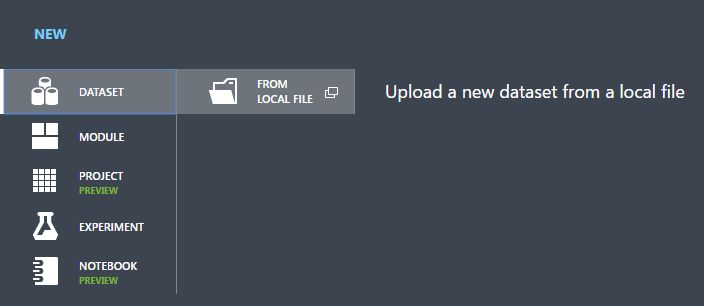 NEW
DATASET
FROM
LOCAL FILE
Upload a new dataset from a local file
MODULE
PROJECT
PREVIEW
EXPERIMENT
NOTEBOOK
PREVIEW